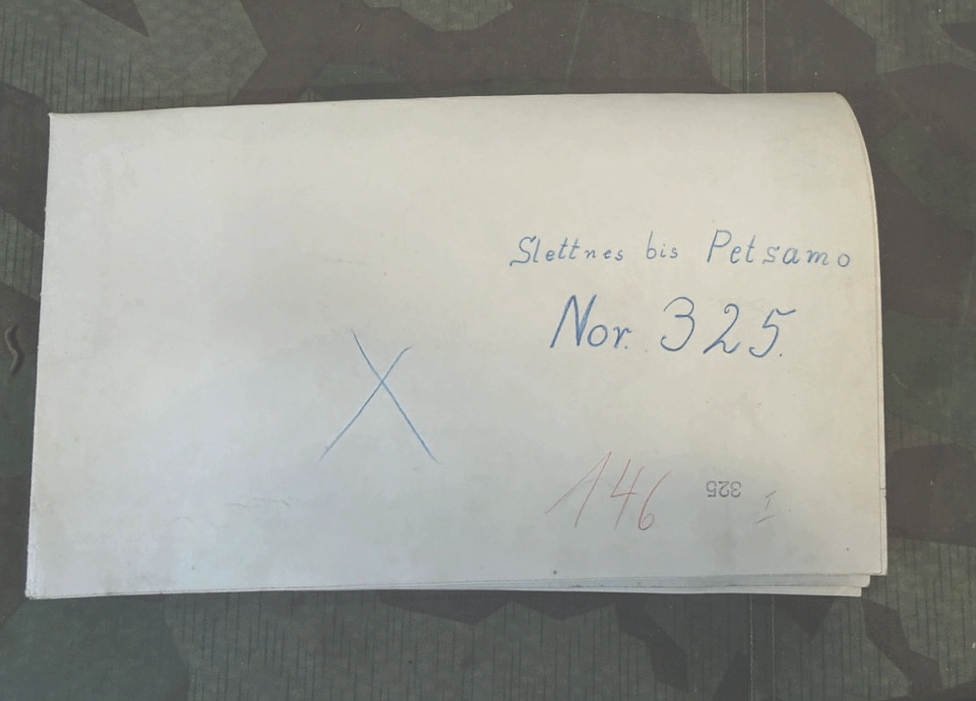 Slettnes bis Petsamo
Nor. 325.
X
146
325
I